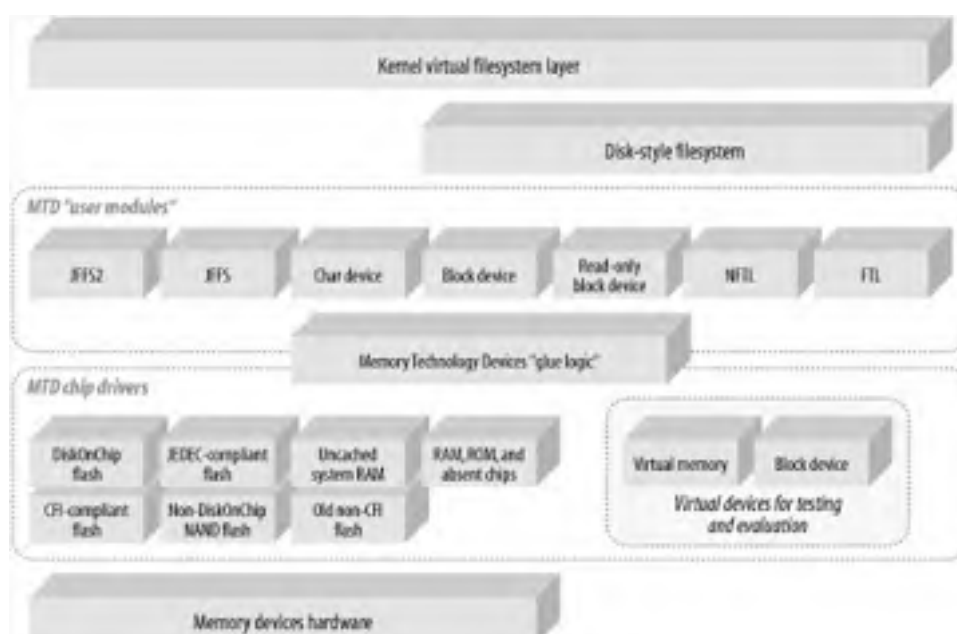 Kernel virtual filesystem layer
Disk-style filesystem
MTD "user modules"
JFFS2
JFFS
Char device
Block device
Read-only
block device
NFTL
FTL
Memory Technology Devices "glue logic"
MTD chip drivers
DiskOnChip
flash
JEDEC-compliant
flash
Uncached
system RAM
RAM, ROM, and
absent chips
Virtual memory
Block device
CFI-compliant
flash
Non-DiskOnChip
NAND flash
Old non-CFI
flash
Virtual devices for testing
and evaluation
Memory devices hardware